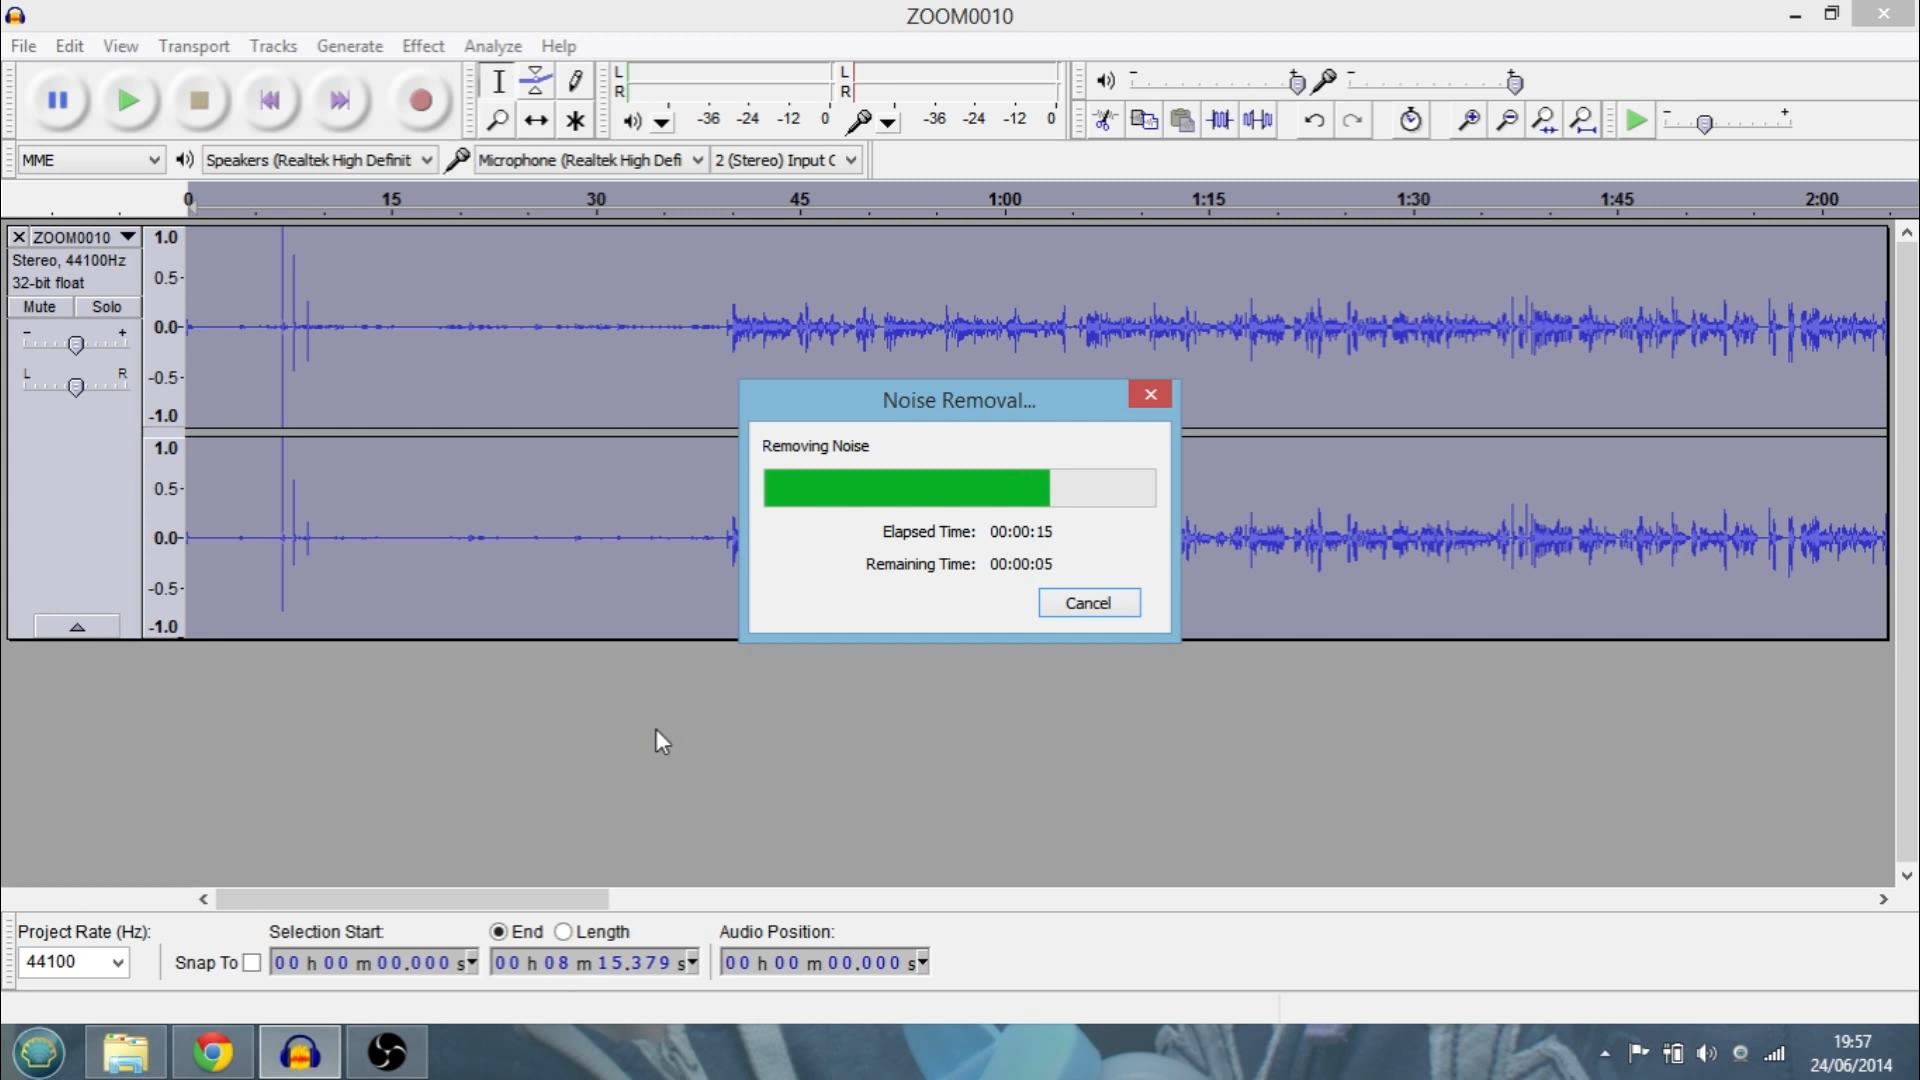 ZOOM0010
File Edit View Transport Tracks Generate Effect Analyze Help
L
R
-36 -24 -12 0
L
R
-36 -24 -12 0
- +
- +
- +
MME
Speakers (Realtek High Definit
Microphone (Realtek High Defi
2 (Stereo) Input C
0 15 30 45 1:00 1:15 1:30 1:45 2:00
ZOOM0010
Stereo, 44100Hz
32-bit float
Mute Solo
- +
L R
1.0
0.5-
0.0-
-0.5-
-1.0
1.0
0.5-
0.0-
-0.5-
-1.0
Noise Removal...
Removing Noise
Elapsed Time: 00:00:15
Remaining Time: 00:00:05
Cancel
Project Rate (Hz):
44100
Snap To
Selection Start:
00 h 00 m 00.000 s
End Length
00 h 08 m 15.379 s
Audio Position:
00 h 00 m 00.000 s
19:57
24/06/2014